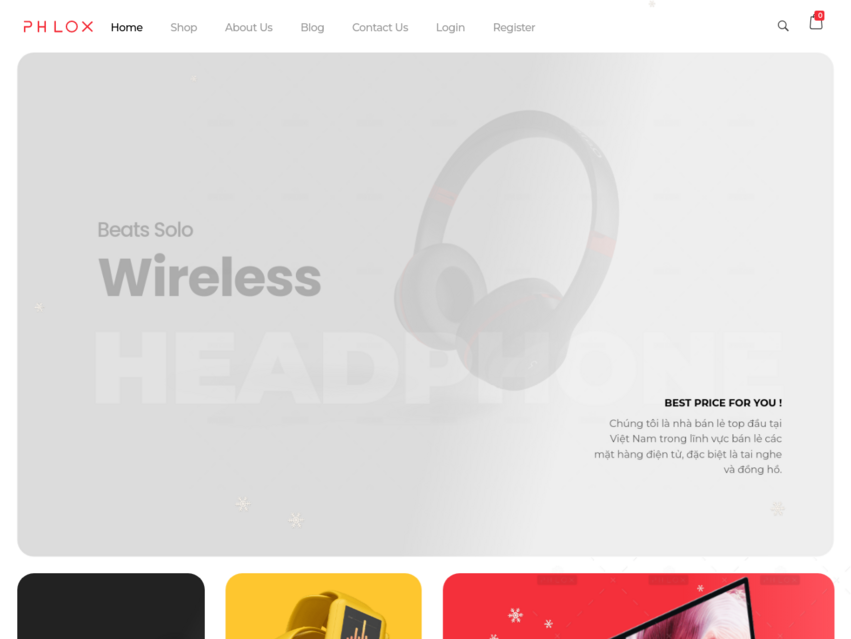 PHLOX
Home
Shop
About Us
Blog
Contact Us
Login
Register
0
Beats Solo
Wireless
HEADPHONE
BEST PRICE FOR YOU !
Chúng tôi là nhà bán lẻ top đầu tại
Việt Nam trong lĩnh vực bán lẻ các
mặt hàng điện tử, đặc biệt là tai nghe
và đồng hồ.